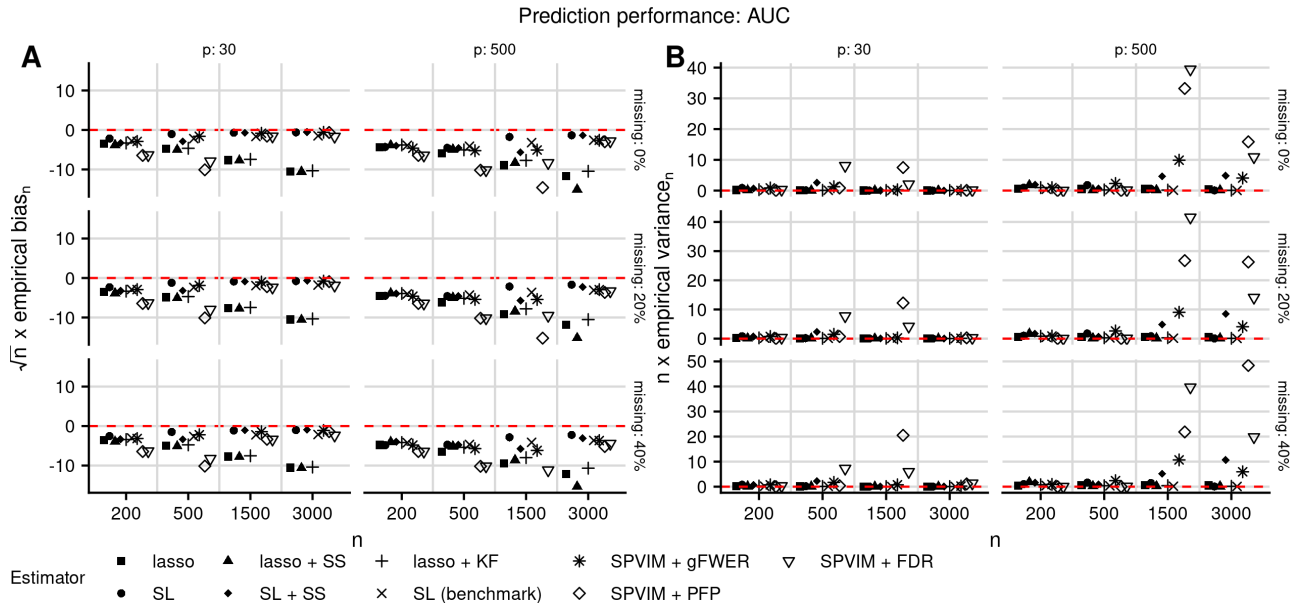 Prediction performance: AUC
A
p: 30
p: 500
10
0
-10
missing: 0%
10
0
-10
missing: 20%
10
0
-10
missing: 40%
√n x empirical biasₙ
200
500
1500
3000
200
500
1500
3000
n
B
p: 30
p: 500
40
30
20
10
0
missing: 0%
40
30
20
10
0
missing: 20%
50
40
30
20
10
0
missing: 40%
n x empirical varianceₙ
200
500
1500
3000
200
500
1500
3000
n
Estimator
lasso
lasso + SS
lasso + KF
SPVIM + gFWER
SPVIM + FDR
SL
SL + SS
SL (benchmark)
SPVIM + PFP